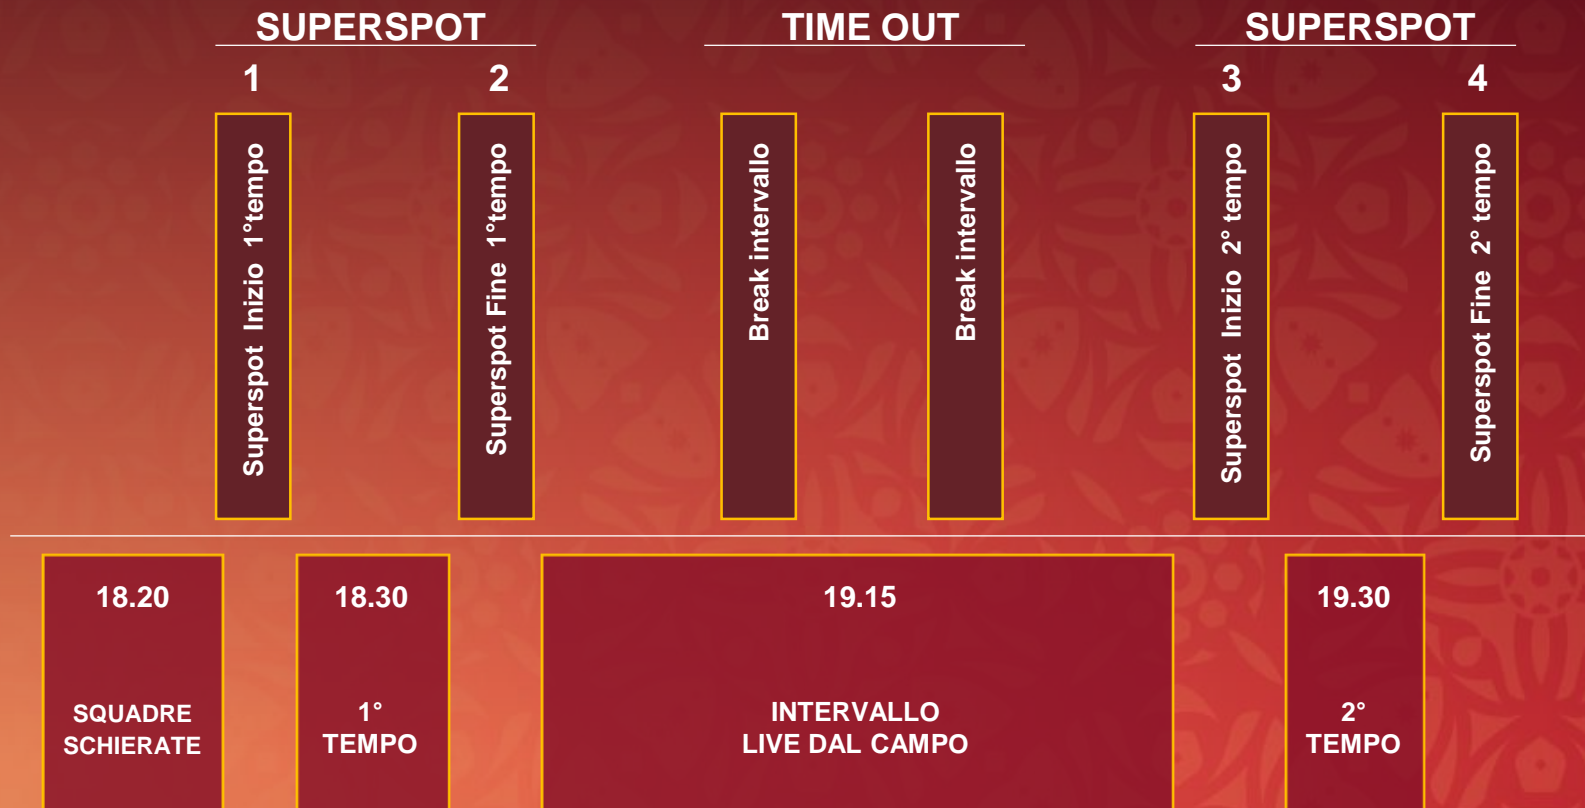 SUPERSPOT
TIME OUT
SUPERSPOT
1
2
3
4
Superspot Inizio 1°tempo
Superspot Fine 1°tempo
Break intervallo
Break intervallo
Superspot Inizio 2° tempo
Superspot Fine 2° tempo
18.20
SQUADRE
SCHIERATE
18.30
1°
TEMPO
19.15
INTERVALLO
LIVE DAL CAMPO
19.30
2°
TEMPO